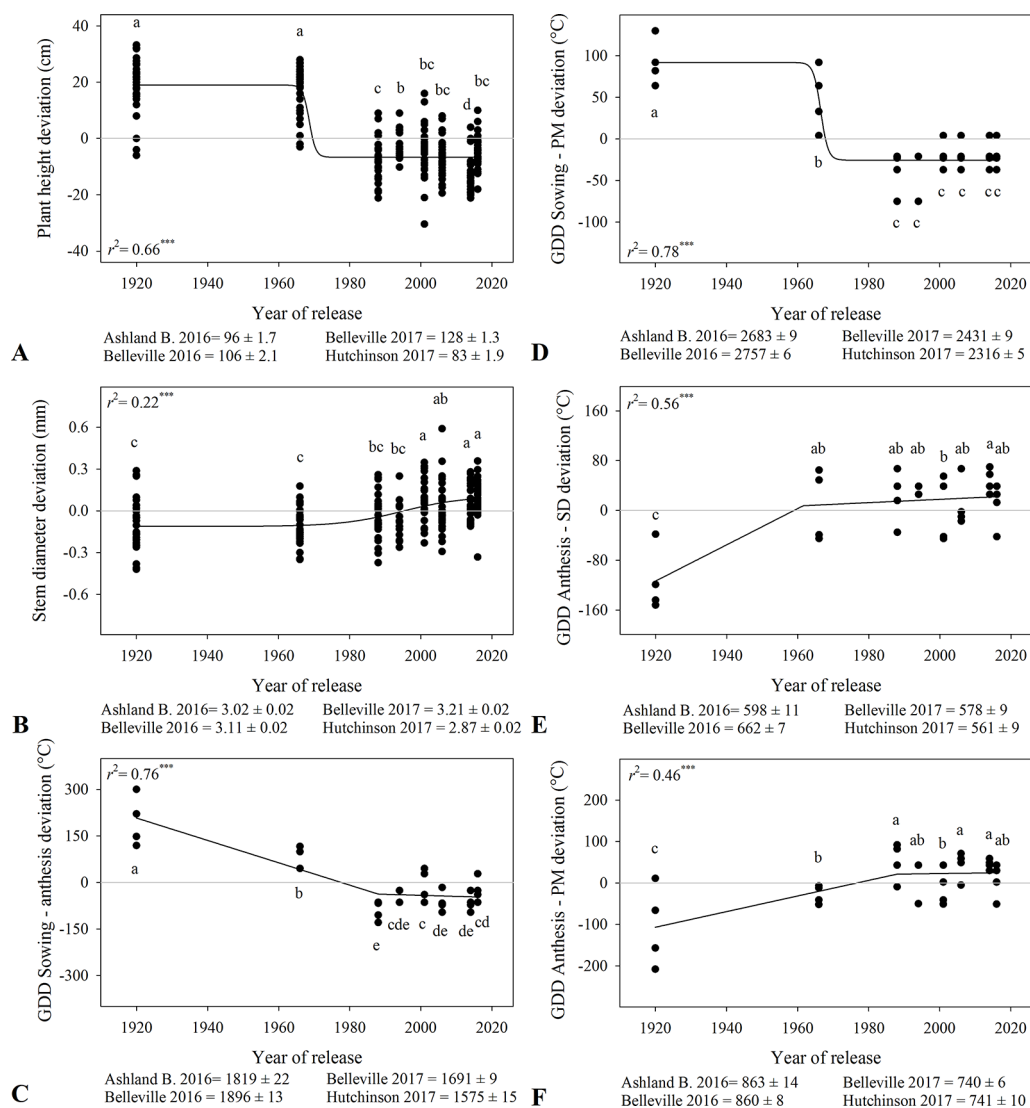 Plant height deviation (cm)
40
20
0
-20
-40
a
a
c
b
bc
bc
d
bc
r² = 0.66***
1920 1940 1960 1980 2000 2020
Year of release
A
Ashland B. 2016= 96 ± 1.7 Belleville 2017 = 128 ± 1.3
Belleville 2016 = 106 ± 2.1 Hutchinson 2017 = 83 ± 1.9
GDD Sowing - PM deviation (°C)
100
50
0
-50
-100
a
b
c
c
c
c
c c
r² = 0.78***
1920 1940 1960 1980 2000 2020
Year of release
D
Ashland B. 2016 = 2683 ± 9 Belleville 2017 = 2431 ± 9
Belleville 2016 = 2757 ± 6 Hutchinson 2017 = 2316 ± 5
Stem diameter deviation (mm)
r² = 0.22***
0.6
0.3
0.0
-0.3
-0.6
c
c
bc
bc
a
ab
a
a
1920 1940 1960 1980 2000 2020
Year of release
B
Ashland B. 2016= 3.02 ± 0.02 Belleville 2017 = 3.21 ± 0.02
Belleville 2016 = 3.11 ± 0.02 Hutchinson 2017 = 2.87 ± 0.02
GDD Anthesis - SD deviation (°C)
r² = 0.56***
160
80
0
-80
-160
c
ab
ab
ab
b
ab
a
ab
1920 1940 1960 1980 2000 2020
Year of release
E
Ashland B. 2016 = 598 ± 11 Belleville 2017 = 578 ± 9
Belleville 2016 = 662 ± 7 Hutchinson 2017 = 561 ± 9
GDD Sowing - anthesis deviation (°C)
r² = 0.76***
300
150
0
-150
-300
a
b
e
cde
c
de
de
cd
1920 1940 1960 1980 2000 2020
Year of release
C
Ashland B. 2016= 1819 ± 22 Belleville 2017 = 1691 ± 9
Belleville 2016 = 1896 ± 13 Hutchinson 2017 = 1575 ± 15
GDD Anthesis - PM deviation (°C)
r² = 0.46***
200
100
0
-100
-200
c
b
a
ab
b
a
a
ab
1920 1940 1960 1980 2000 2020
Year of release
F
Ashland B. 2016 = 863 ± 14 Belleville 2017 = 740 ± 6
Belleville 2016 = 860 ± 8 Hutchinson 2017 = 741 ± 10